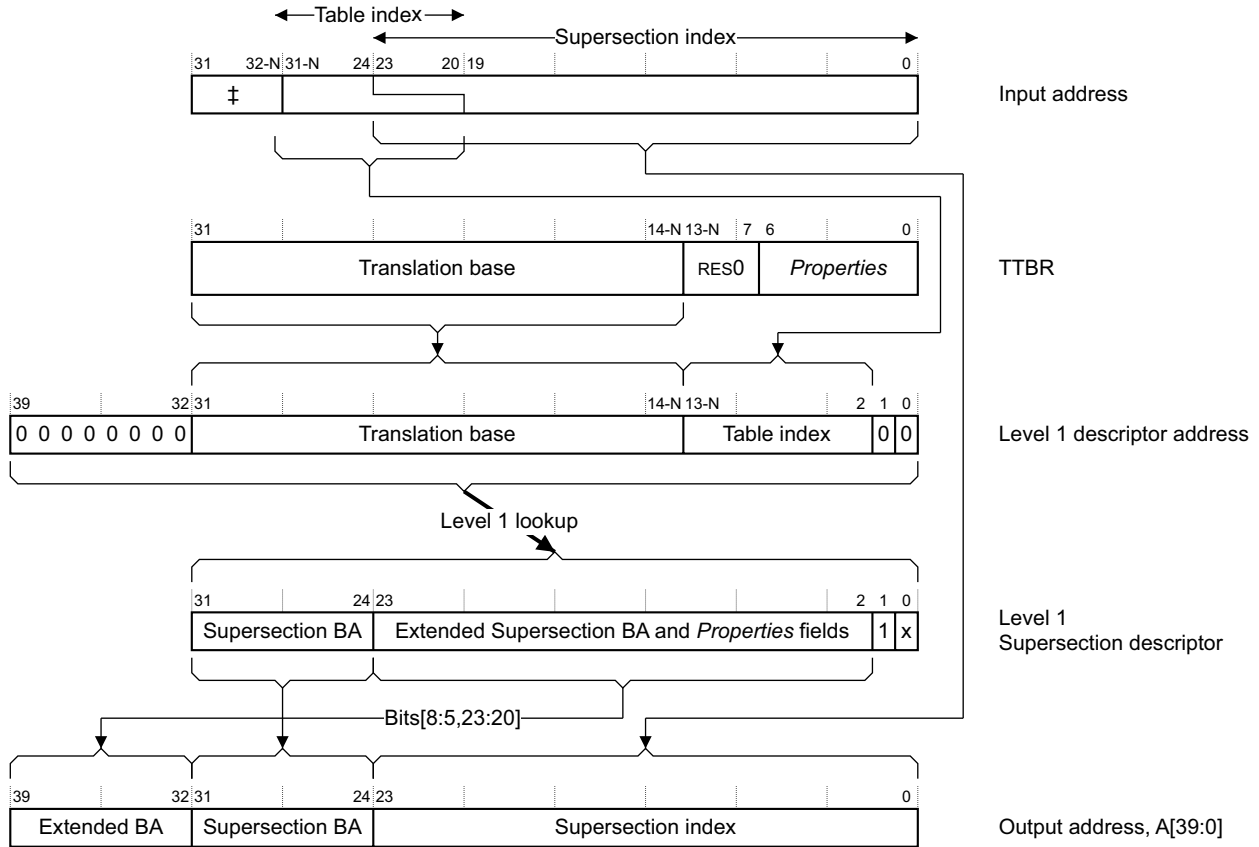 Table index
Supersection index
31 32-N 31-N 24 23 20 19 0
‡ Input address
31 14-N 13-N 7 6 0
Translation base RES0 Properties TTBR
39 32 31 14-N 13-N 2 1 0
0 0 0 0 0 0 0 0 Translation base Table index 0 0 Level 1 descriptor address
Level 1 lookup
31 24 23 2 1 0
Supersection BA Extended Supersection BA and Properties fields 1 x Level 1
Supersection descriptor
Bits[8:5,23:20]
39 32 31 24 23 0
Extended BA Supersection BA Supersection index Output address, A[39:0]